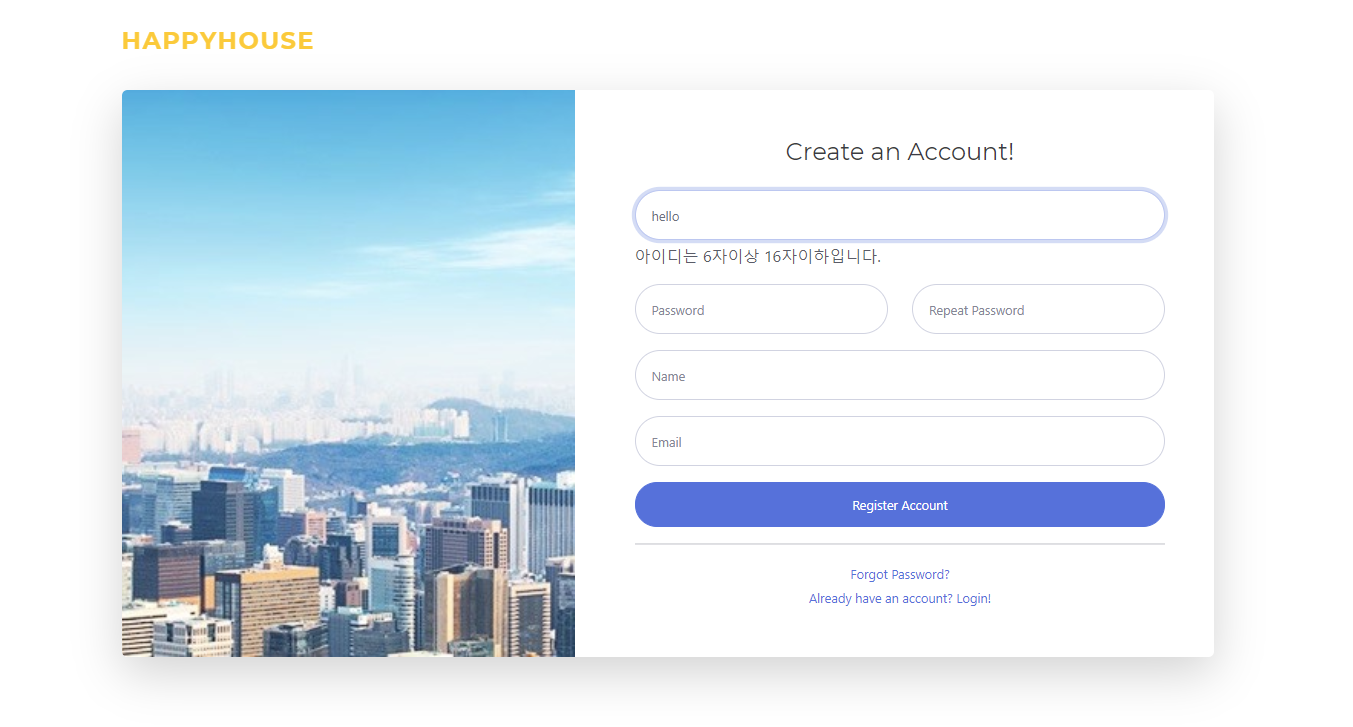 HAPPYHOUSE
Create an Account!
hello
아이디는 6자이상 16자이하입니다.
Password
Repeat Password
Name
Email
Register Account
Forgot Password?
Already have an account? Login!